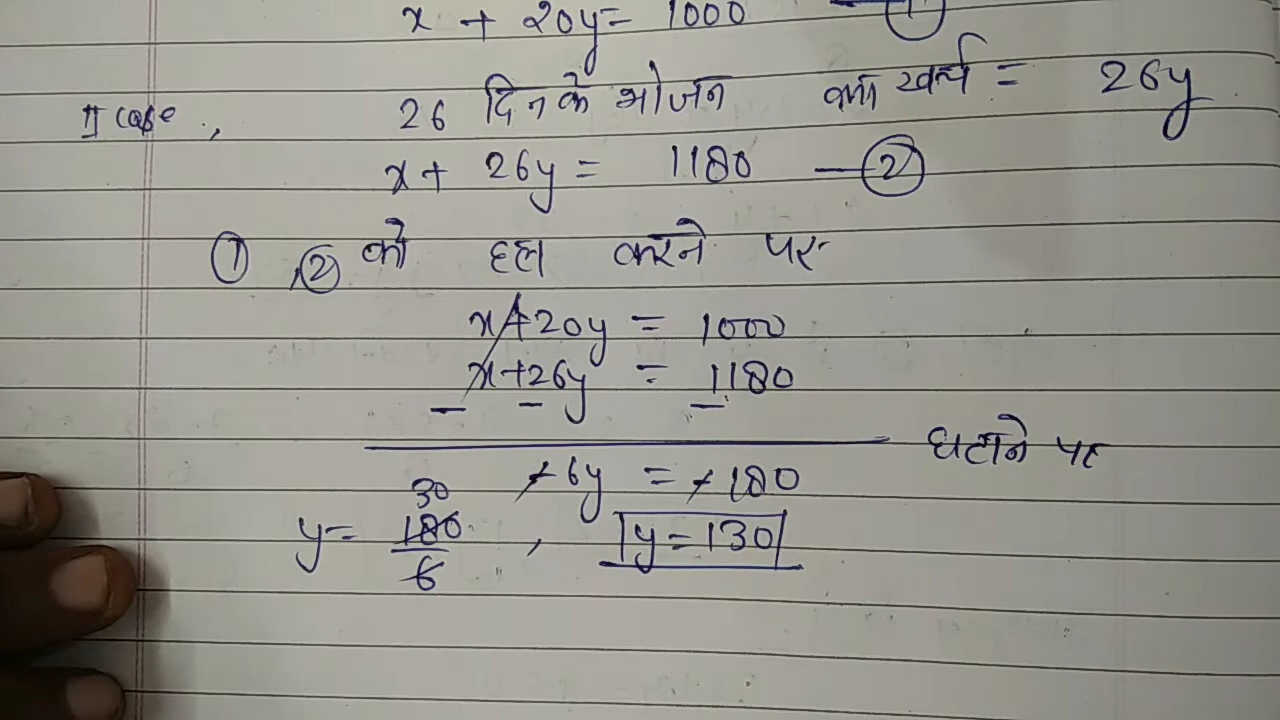 x + 20y = 1000 — ①
II case, 26 दिन के भोजन का खर्च = 26y
x + 26y = 1180 — ②
① , ② को हल करने पर
x + 20y = 1000
x + 26y = 1180
— — —
घटाने पर
+ 6y = + 180
30
y = 180 , y = 130
6